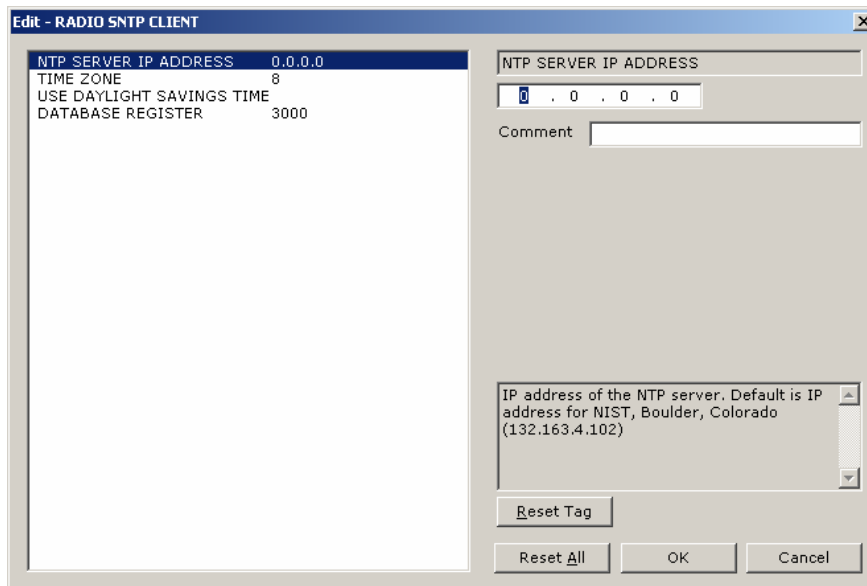 Edit - RADIO SNTP CLIENT
NTP SERVER IP ADDRESS 0.0.0.0
TIME ZONE 8
USE DAYLIGHT SAVINGS TIME
DATABASE REGISTER 3000
NTP SERVER IP ADDRESS
0 . 0 . 0 . 0
Comment
IP address of the NTP server. Default is IP
address for NIST, Boulder, Colorado
(132.163.4.102)
Reset Tag
Reset All OK Cancel